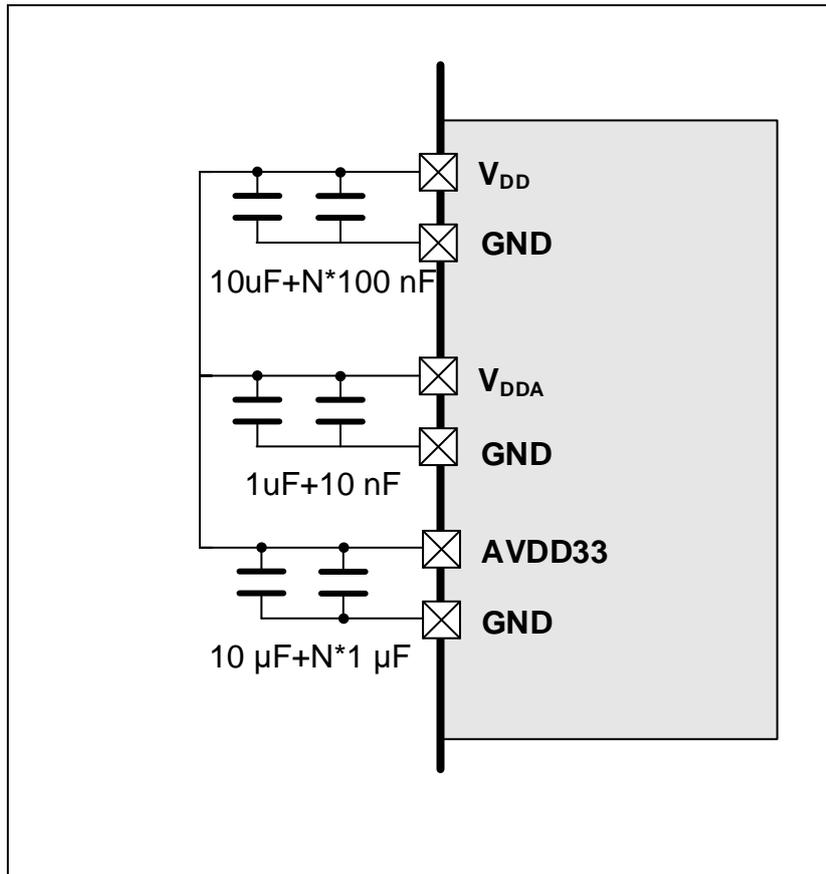 VDD
GND
10uF+N*100 nF
VDDA
GND
1uF+10 nF
AVDD33
GND
10 µF+N*1 µF